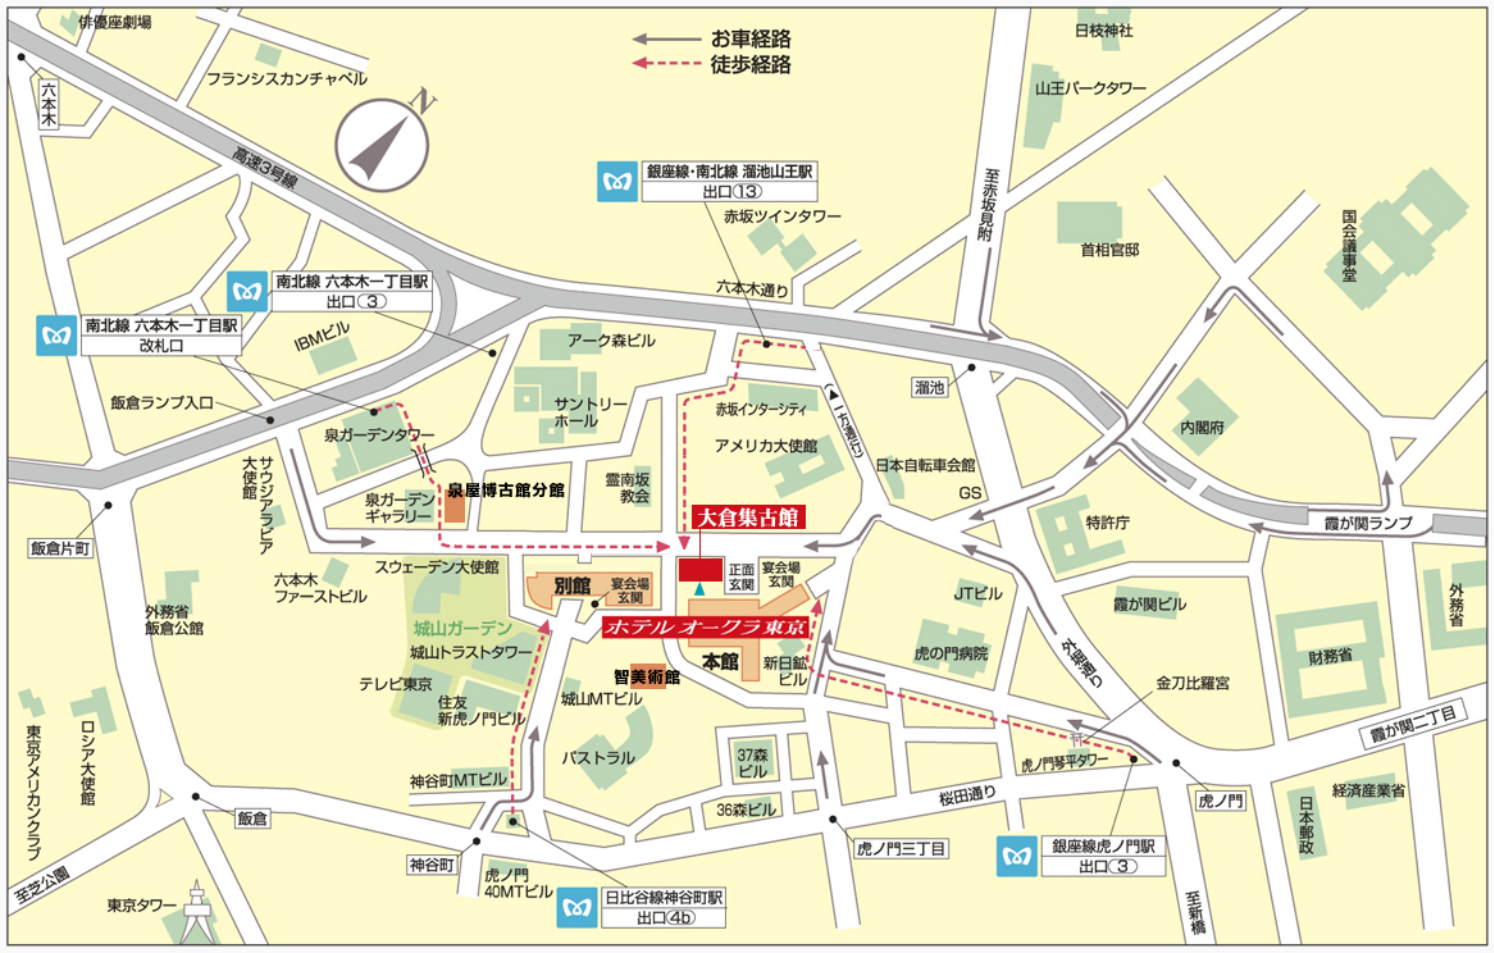 俳優座劇場
お車経路
徒歩経路
日枝神社
フランシスカンチャペル
六本木
N
山王パークタワー
高速3号線
銀座線・南北線 溜池山王駅
出口⑬
至赤坂見附
赤坂ツインタワー
首相官邸
国会議事堂
南北線 六本木一丁目駅
出口③
六本木通り
南北線 六本木一丁目駅
改札口
IBMビル
アーク森ビル
溜池
飯倉ランプ入口
サントリー
ホール
赤坂インターシティ
▲一方通行
内閣府
泉ガーデンタワー
アメリカ大使館
日本自転車会館
サウジアラビア
大使館
霊南坂
教会
GS
泉屋博古館分館
泉ガーデン
ギャラリー
大倉集古館
特許庁
霞が関ランプ
飯倉片町
スウェーデン大使館
別館
宴会場
玄関
正面
玄関
宴会場
玄関
六本木
ファーストビル
JTビル
霞が関ビル
外務省
外務省
飯倉公館
城山ガーデン
ホテル オークラ東京
城山トラストタワー
本館
新日鉱
ビル
虎の門病院
外堀通り
財務省
テレビ東京
智美術館
住友
新虎ノ門ビル
城山MTビル
金刀比羅宮
霞が関二丁目
ロシア大使館
東京アメリカンクラブ
パストラル
37森
ビル
虎ノ門琴平タワー
神谷町MTビル
36森ビル
桜田通り
虎ノ門
経済産業省
日本郵政
飯倉
神谷町
虎ノ門三丁目
銀座線虎ノ門駅
出口③
至芝公園
虎ノ門
40MTビル
日比谷線神谷町駅
出口4b
東京タワー
至新橋